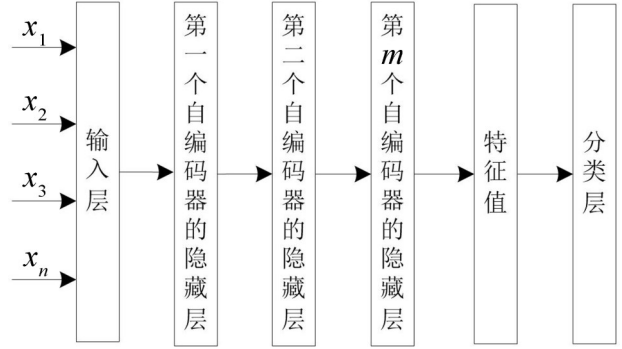 x1
x2
x3
xn
输入层
第一个自编码器的隐藏层
第二个自编码器的隐藏层
第m个自编码器的隐藏层
特征值
分类层